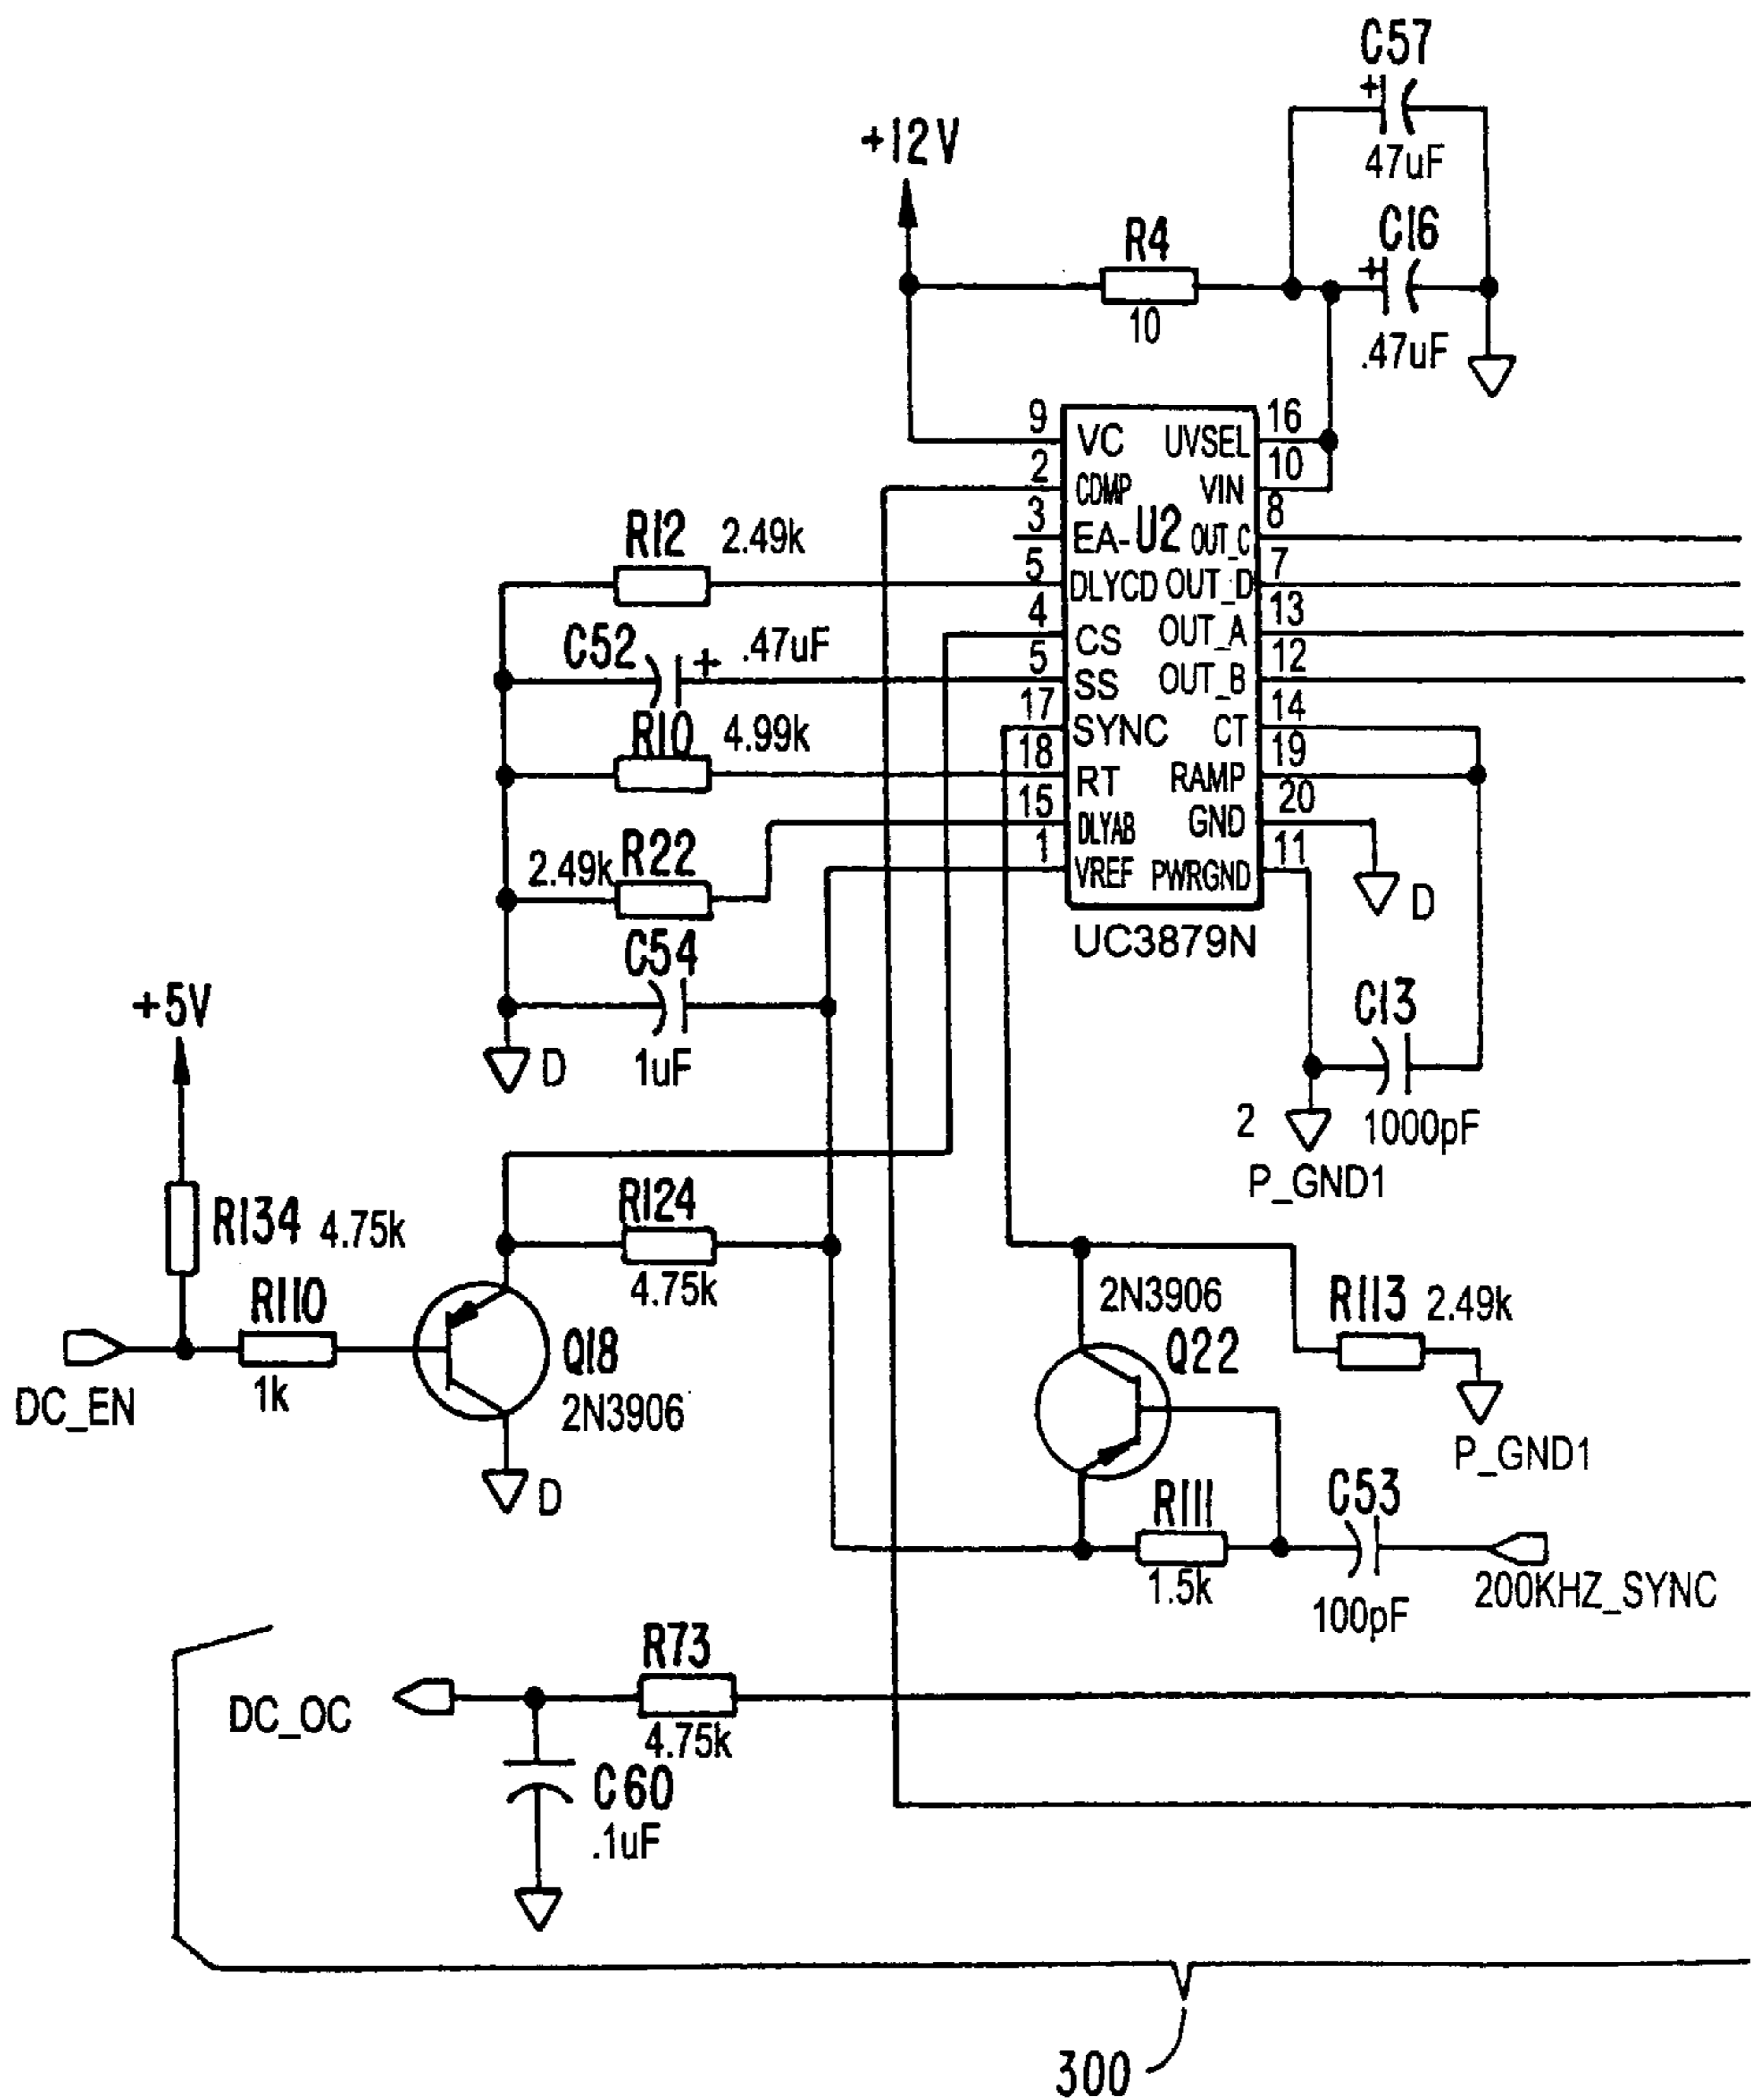 C57
47uF
+12V
R4
10
C16
.47uF
9 VC UVSEL 16
2 CDMP VIN 10
3 EA- U2 OUT_C 8
5 DLYCD OUT_D 7
4 CS OUT_A 13
5 SS OUT_B 12
17 SYNC CT 14
18 RT RAMP 19
15 DLYAB GND 20
1 VREF PWRGND 11
UC3879N
R12 2.49k
C52 + .47uF
R10 4.99k
2.49k R22
C54
1uF
D
D
C13
1000pF
2
P_GND1
+5V
R134 4.75k
R110
1k
DC_EN
R124
4.75k
Q18
2N3906
D
2N3906
Q22
R113 2.49k
P_GND1
R111
1.5k
C53
100pF
200KHZ_SYNC
DC_OC
R73
4.75k
C60
.1uF
300